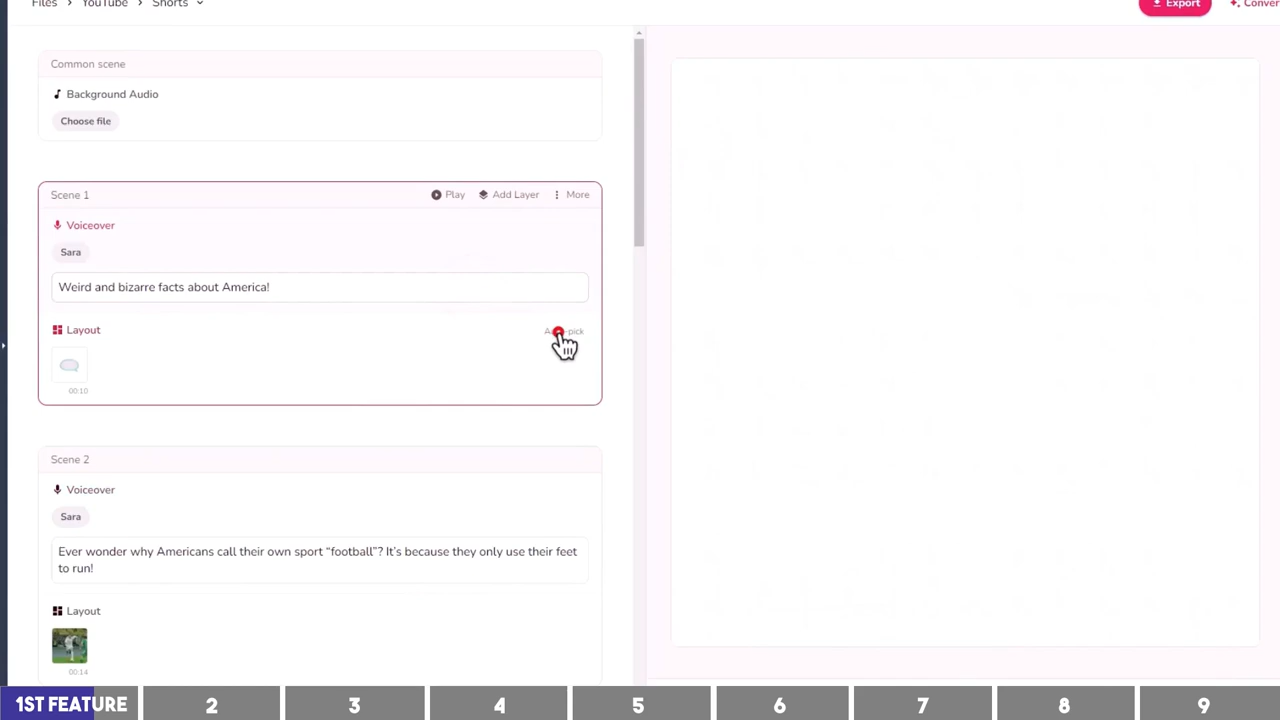 Files > YouTube > Shorts
Export
Conver
Common scene
Background Audio
Choose file
Scene 1
Play
Add Layer
More
Voiceover
Sara
Weird and bizarre facts about America!
Layout
00:10
Scene 2
Voiceover
Sara
Ever wonder why Americans call their own sport “football”? It’s because they only use their feet
to run!
Layout
00:14
1ST FEATURE
2
3
4
5
6
7
8
9